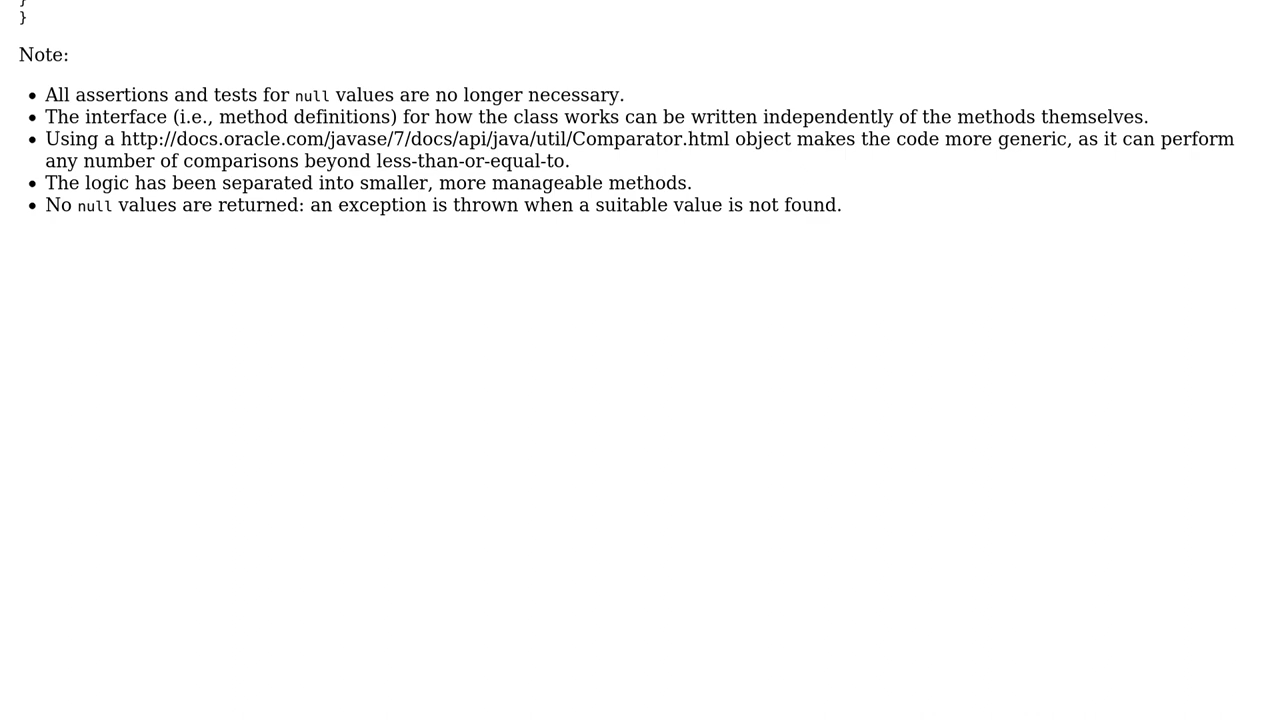 }
}
Note:
• All assertions and tests for null values are no longer necessary.
• The interface (i.e., method definitions) for how the class works can be written independently of the methods themselves.
• Using a http://docs.oracle.com/javase/7/docs/api/java/util/Comparator.html object makes the code more generic, as it can perform
any number of comparisons beyond less-than-or-equal-to.
• The logic has been separated into smaller, more manageable methods.
• No null values are returned: an exception is thrown when a suitable value is not found.